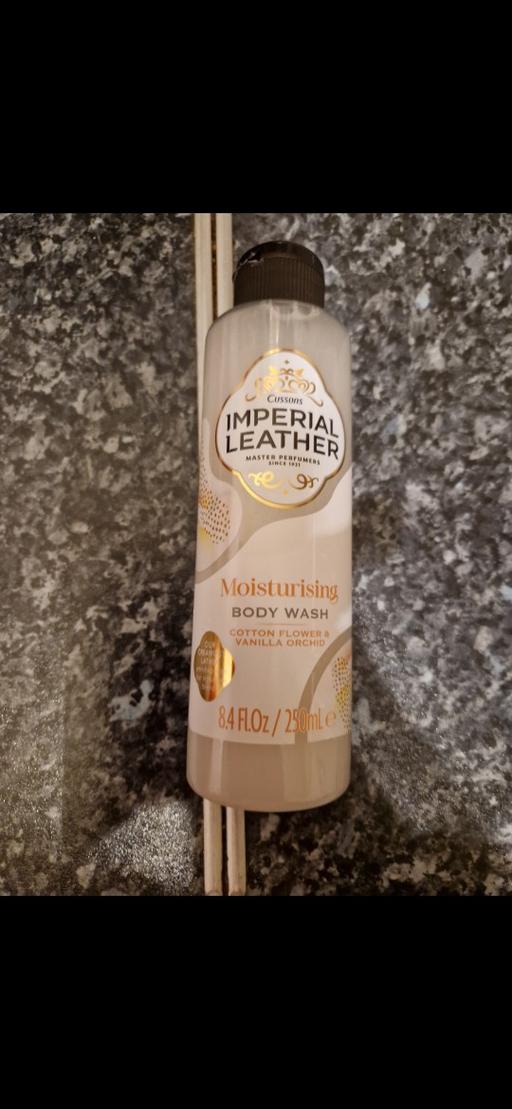 Cussons
IMPERIAL
LEATHER
MASTER PERFUMERS
SINCE 1921
Moisturising
BODY WASH
COTTON FLOWER &
VANILLA ORCHID
CREAMY
8.4 Fl.Oz / 250mL e